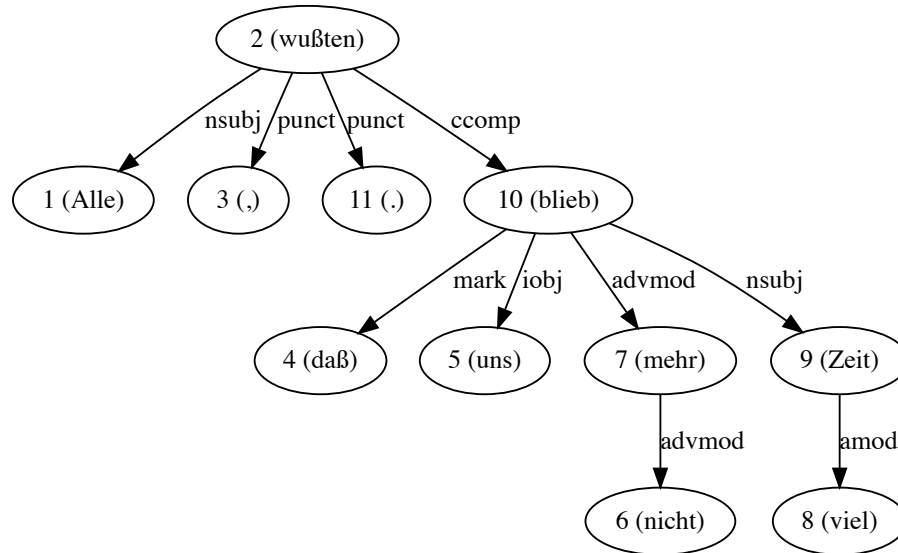 2 (wußten)
nsubj punct punct ccomp
1 (Alle) 3 (,) 11 (.) 10 (blieb)
mark iobj advmod nsubj
4 (daß) 5 (uns) 7 (mehr) 9 (Zeit)
advmod amod
6 (nicht) 8 (viel)